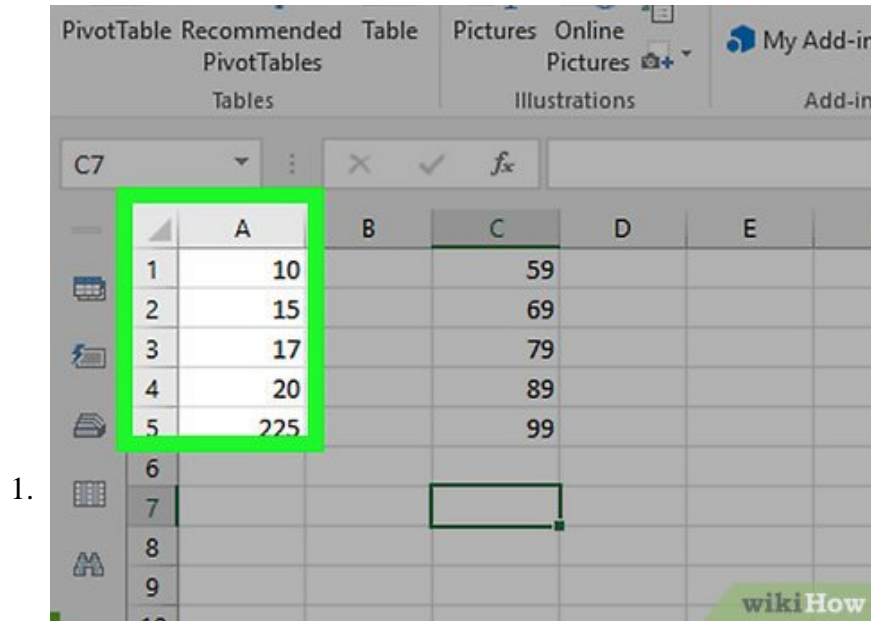 PivotTable Recommended Table Pictures Online My Add-in
PivotTables Pictures
Tables Illustrations Add-in
C7 fx
A B C D E
1 10 59
2 15 69
3 17 79
4 20 89
5 225 99
6
1.
7
8
9
wikiHow